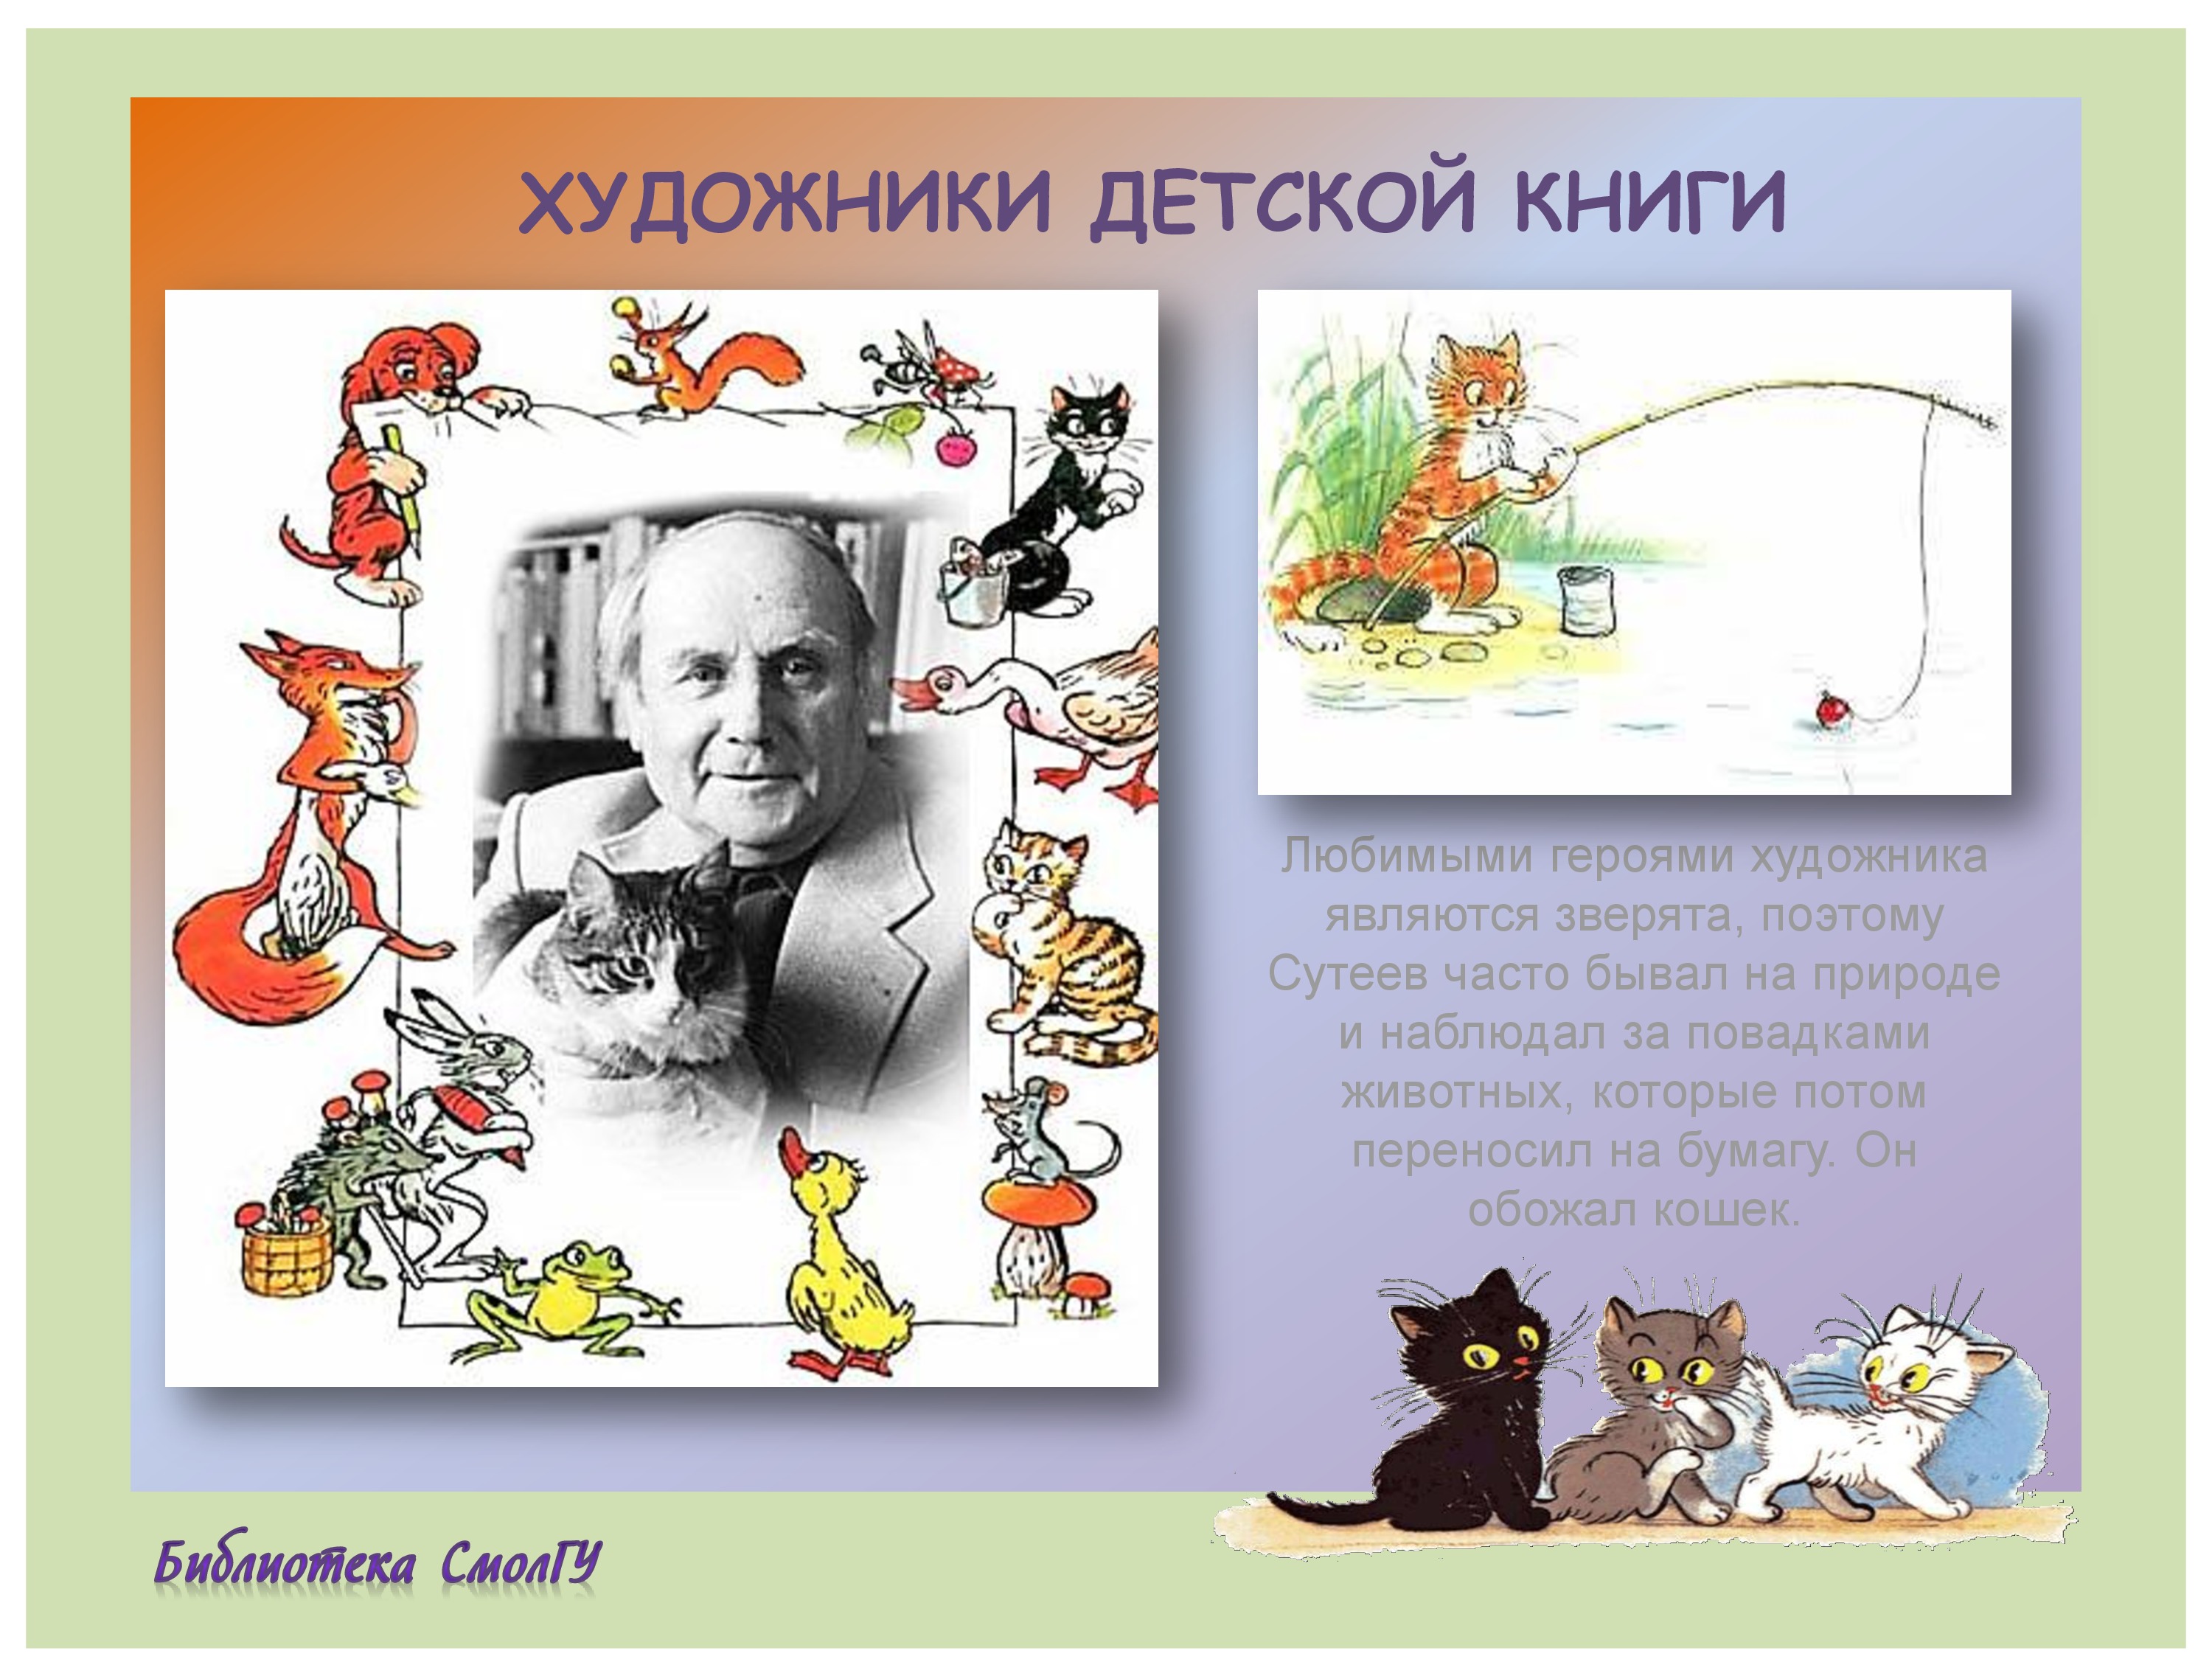 ХУДОЖНИКИ ДЕТСКОЙ КНИГИ
Любимыми героями художника
являются зверята, поэтому
Сутеев часто бывал на природе
и наблюдал за повадками
животных, которые потом
переносил на бумагу. Он
обожал кошек.
Библиотека СмолГУ